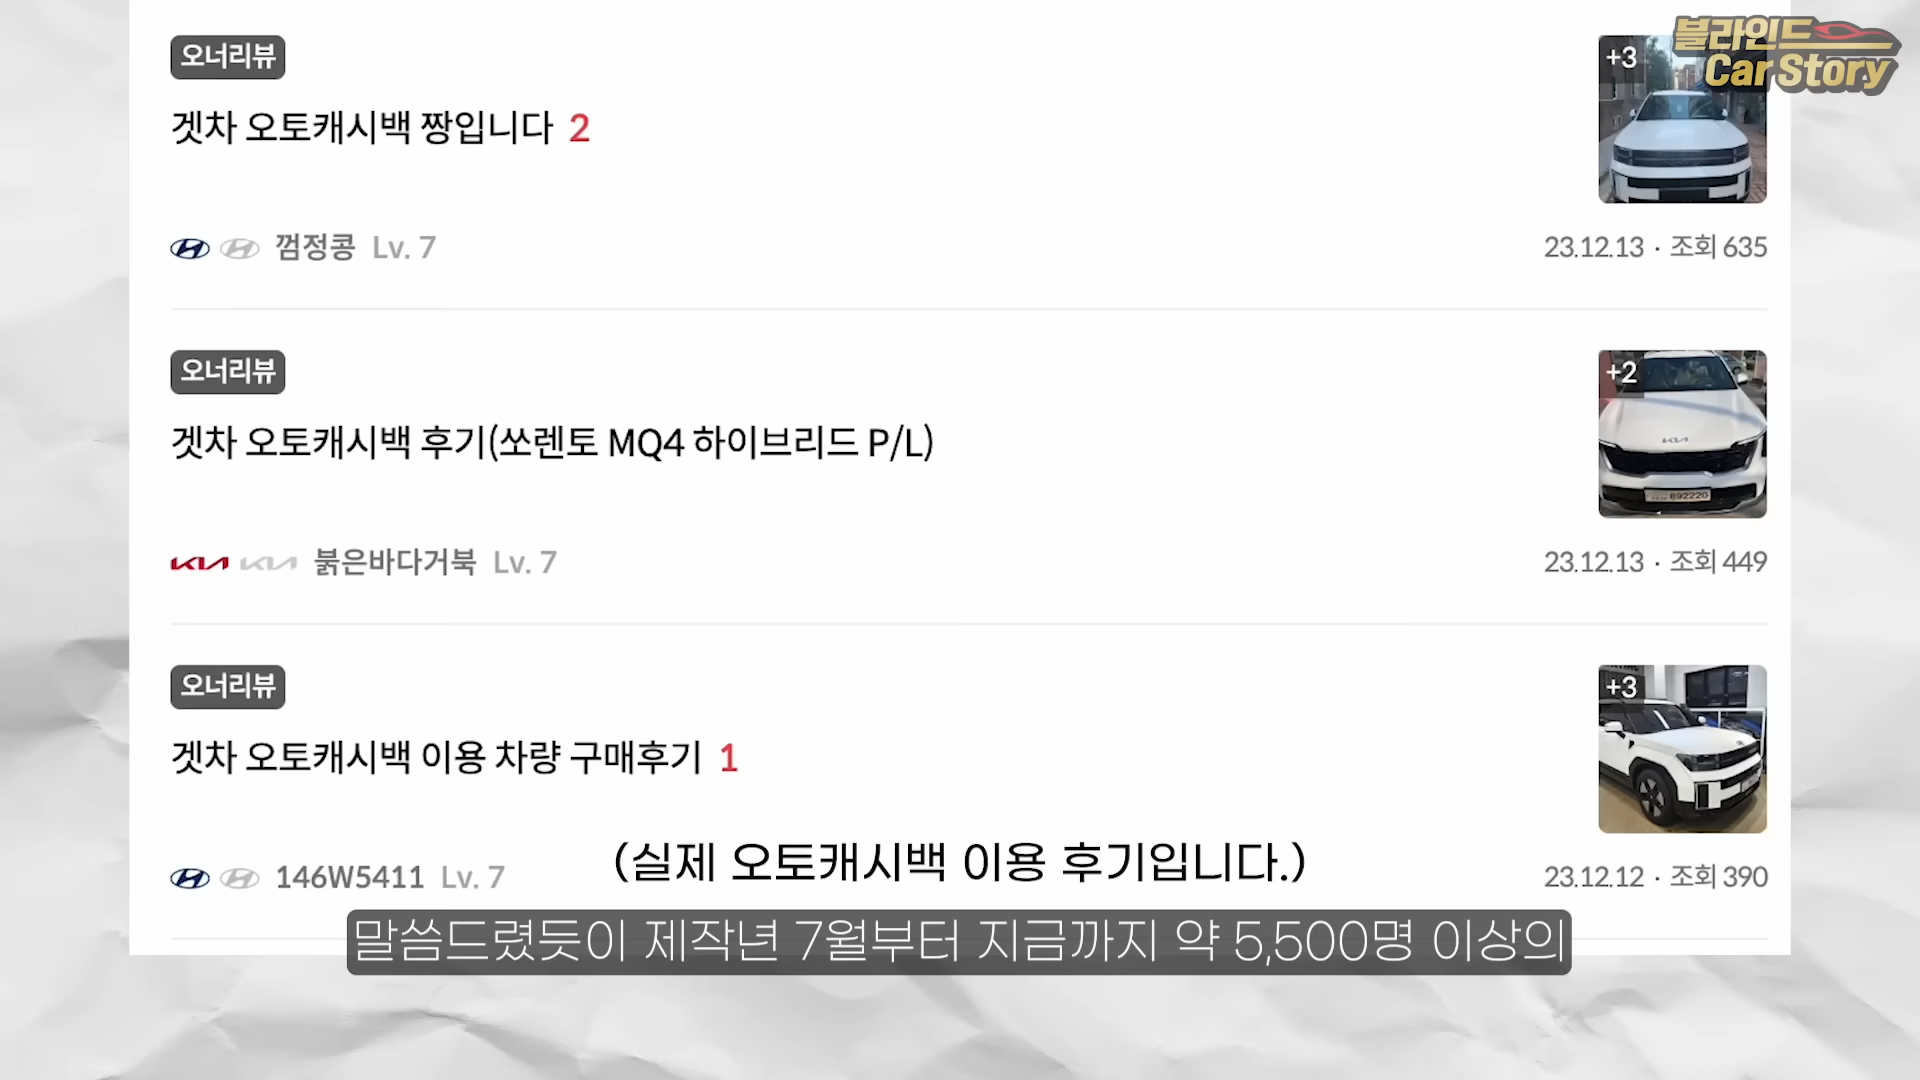 블라인드
Car Story
오너리뷰
+3
겟차 오토캐시백 짱입니다 2
껌정콩 Lv. 7
23.12.13 · 조회 635
오너리뷰
+2
겟차 오토캐시백 후기(쏘렌토 MQ4 하이브리드 P/L)
892220
KIA KIA 붉은바다거북 Lv. 7
23.12.13 · 조회 449
오너리뷰
+3
겟차 오토캐시백 이용 차량 구매후기 1
(실제 오토캐시백 이용 후기입니다.)
146W5411 Lv. 7
23.12.12 · 조회 390
말씀드렸듯이 제작년 7월부터 지금까지 약 5,500명 이상의